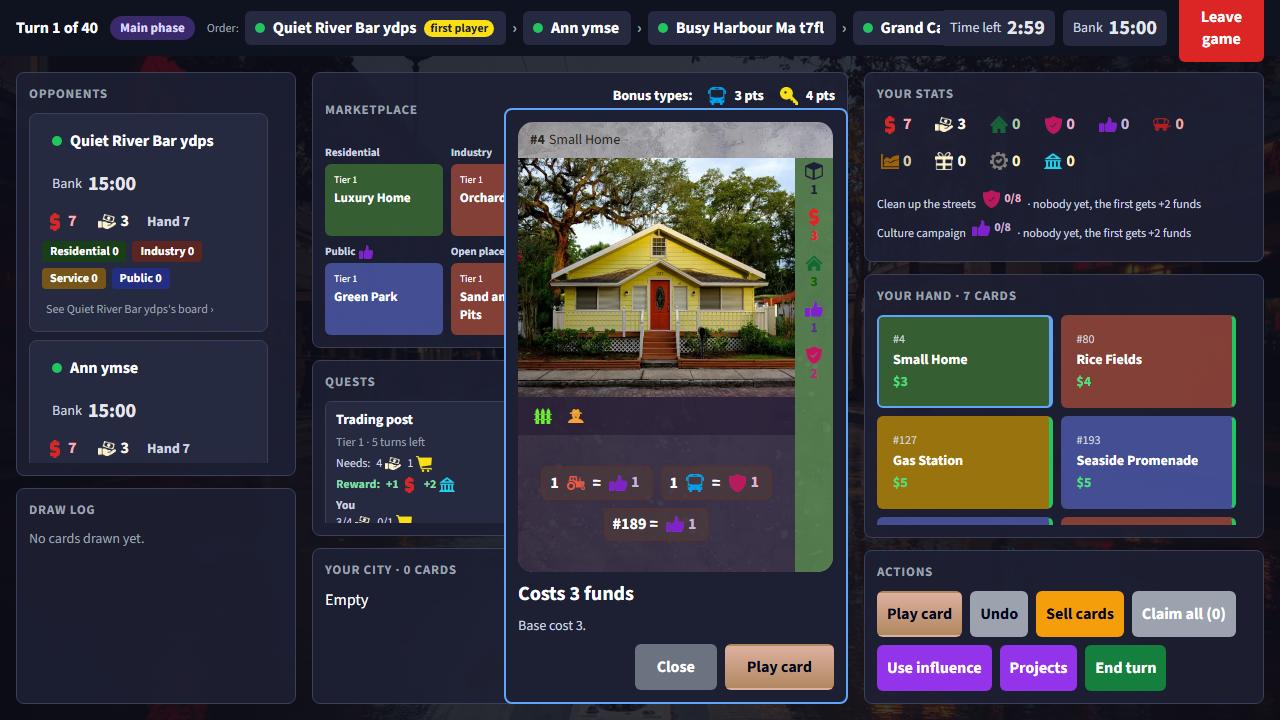 Turn 1 of 40 Main phase Order: Quiet River Bar ydps first player › Ann ymse › Busy Harbour Ma t7fl › Grand Ca Time left 2:59 Bank 15:00 Leave game
OPPONENTS
Quiet River Bar ydps
Bank 15:00
7 3 Hand 7
Residential 0 Industry 0
Service 0 Public 0
See Quiet River Bar ydps's board ›
Ann ymse
Bank 15:00
7 3 Hand 7
DRAW LOG
No cards drawn yet.
Bonus types: 3 pts 4 pts
MARKETPLACE
Residential Industry
Tier 1
Luxury Home
Tier 1
Orchard
Public Open place
Tier 1
Green Park
Tier 1
Sand an
Pits
QUESTS
Trading post
Tier 1 · 5 turns left
Needs: 4 1
Reward: +1 +2
You
3/4 0/1
YOUR CITY · 0 CARDS
Empty
#4 Small Home
1
3
3
1
2
1 = 1 1 = 1
#189 = 1
Costs 3 funds
Base cost 3.
Close Play card
YOUR STATS
7 3 0 0 0 0
0 0 0 0
Clean up the streets 0/8 · nobody yet, the first gets +2 funds
Culture campaign 0/8 · nobody yet, the first gets +2 funds
YOUR HAND · 7 CARDS
#4
Small Home
$3
#80
Rice Fields
$4
#127
Gas Station
$5
#193
Seaside Promenade
$5
ACTIONS
Play card Undo Sell cards Claim all (0)
Use influence Projects End turn